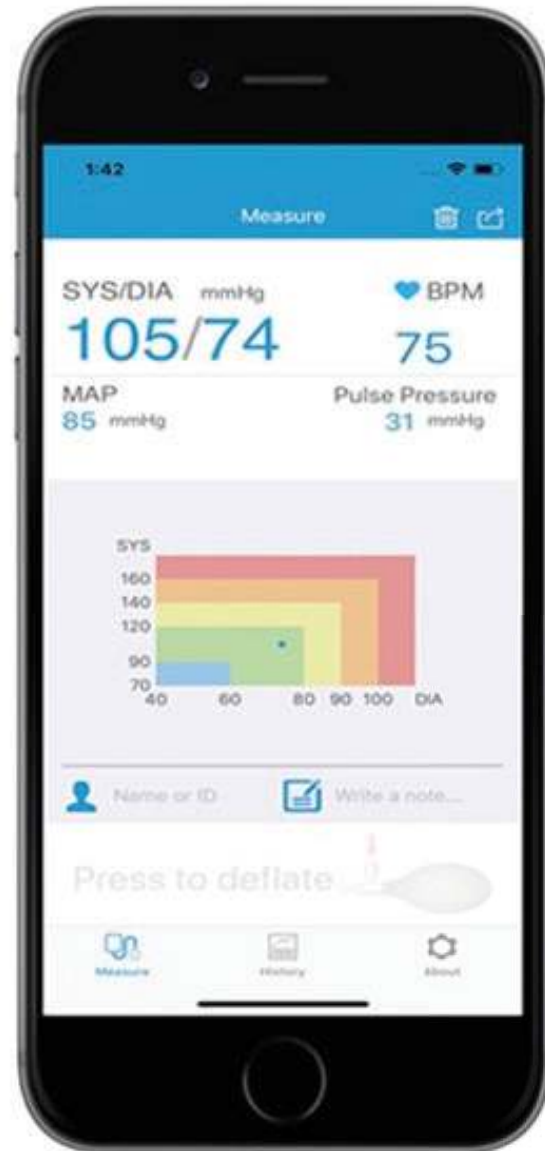 1:42
Measure
SYS/DIA mmHg
BPM
105/74
75
MAP
Pulse Pressure
85 mmHg
31 mmHg
SYS
160
140
120
90
70
40 60 80 90 100 DIA
Name or ID
Write a note...
Press to deflate
Measure
History
About